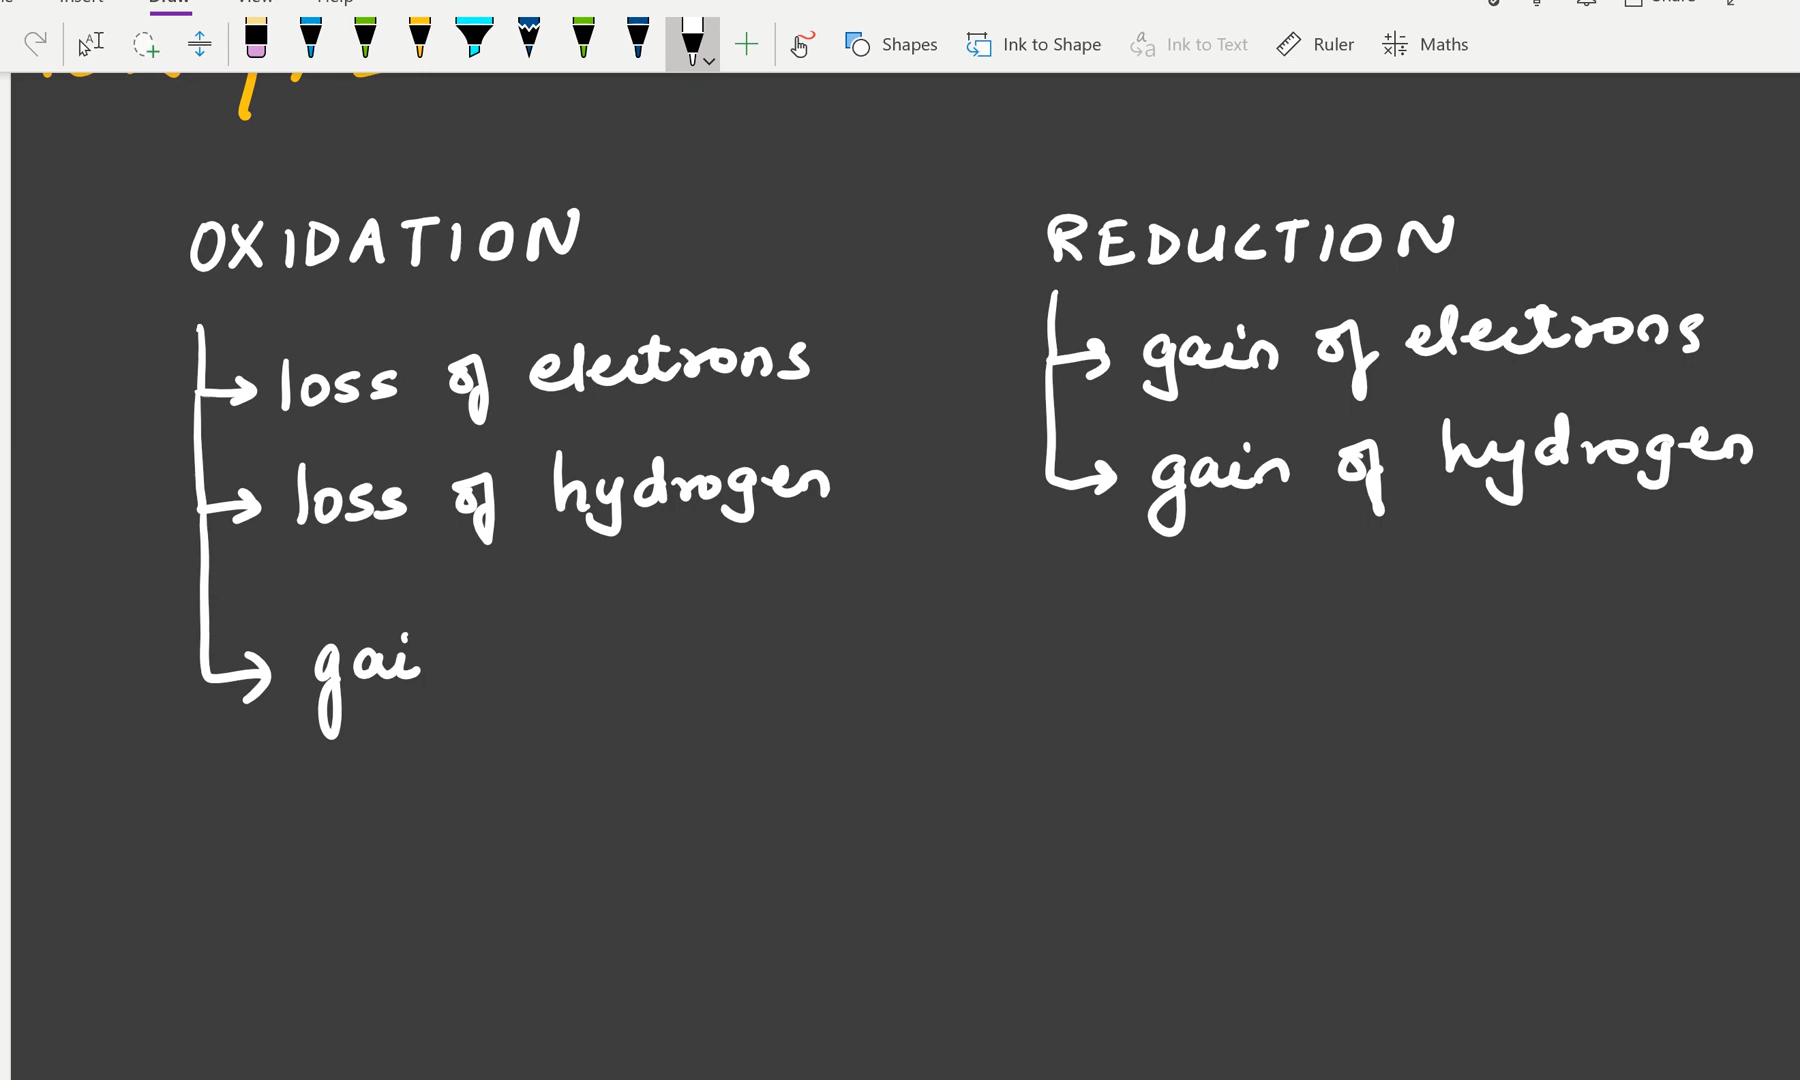 Insert Draw View Help Share
Shapes Ink to Shape Ink to Text Ruler Maths
OXIDATION
loss of electrons
loss of hydrogen
gai
REDUCTION
gain of electrons
gain of hydrogen